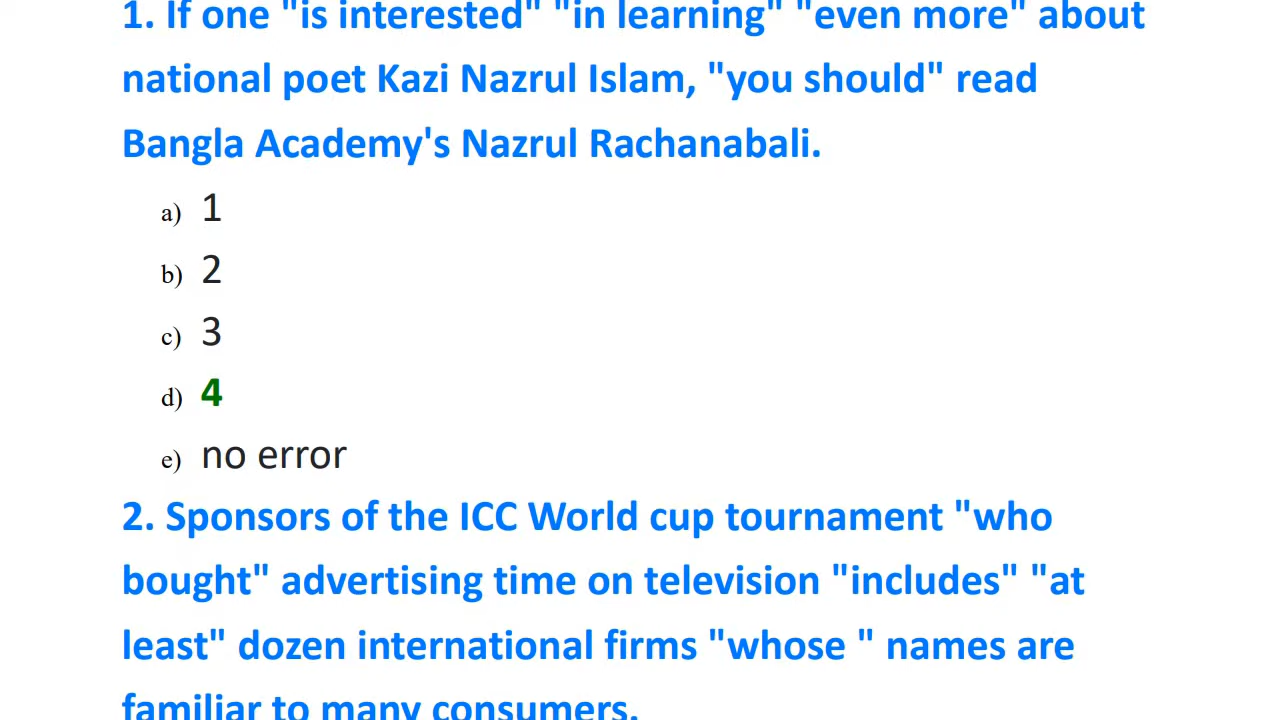 1. If one "is interested" "in learning" "even more" about
national poet Kazi Nazrul Islam, "you should" read
Bangla Academy's Nazrul Rachanabali.
a) 1
b) 2
c) 3
d) 4
e) no error
2. Sponsors of the ICC World cup tournament "who
bought" advertising time on television "includes" "at
least" dozen international firms "whose " names are
familiar to many consumers.